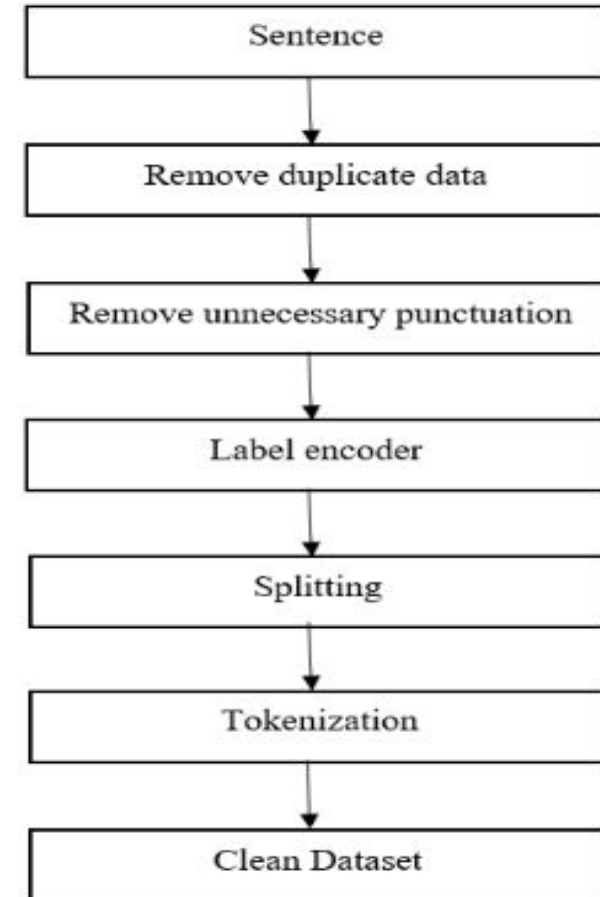 Sentence
Remove duplicate data
Remove unnecessary punctuation
Label encoder
Splitting
Tokenization
Clean Dataset